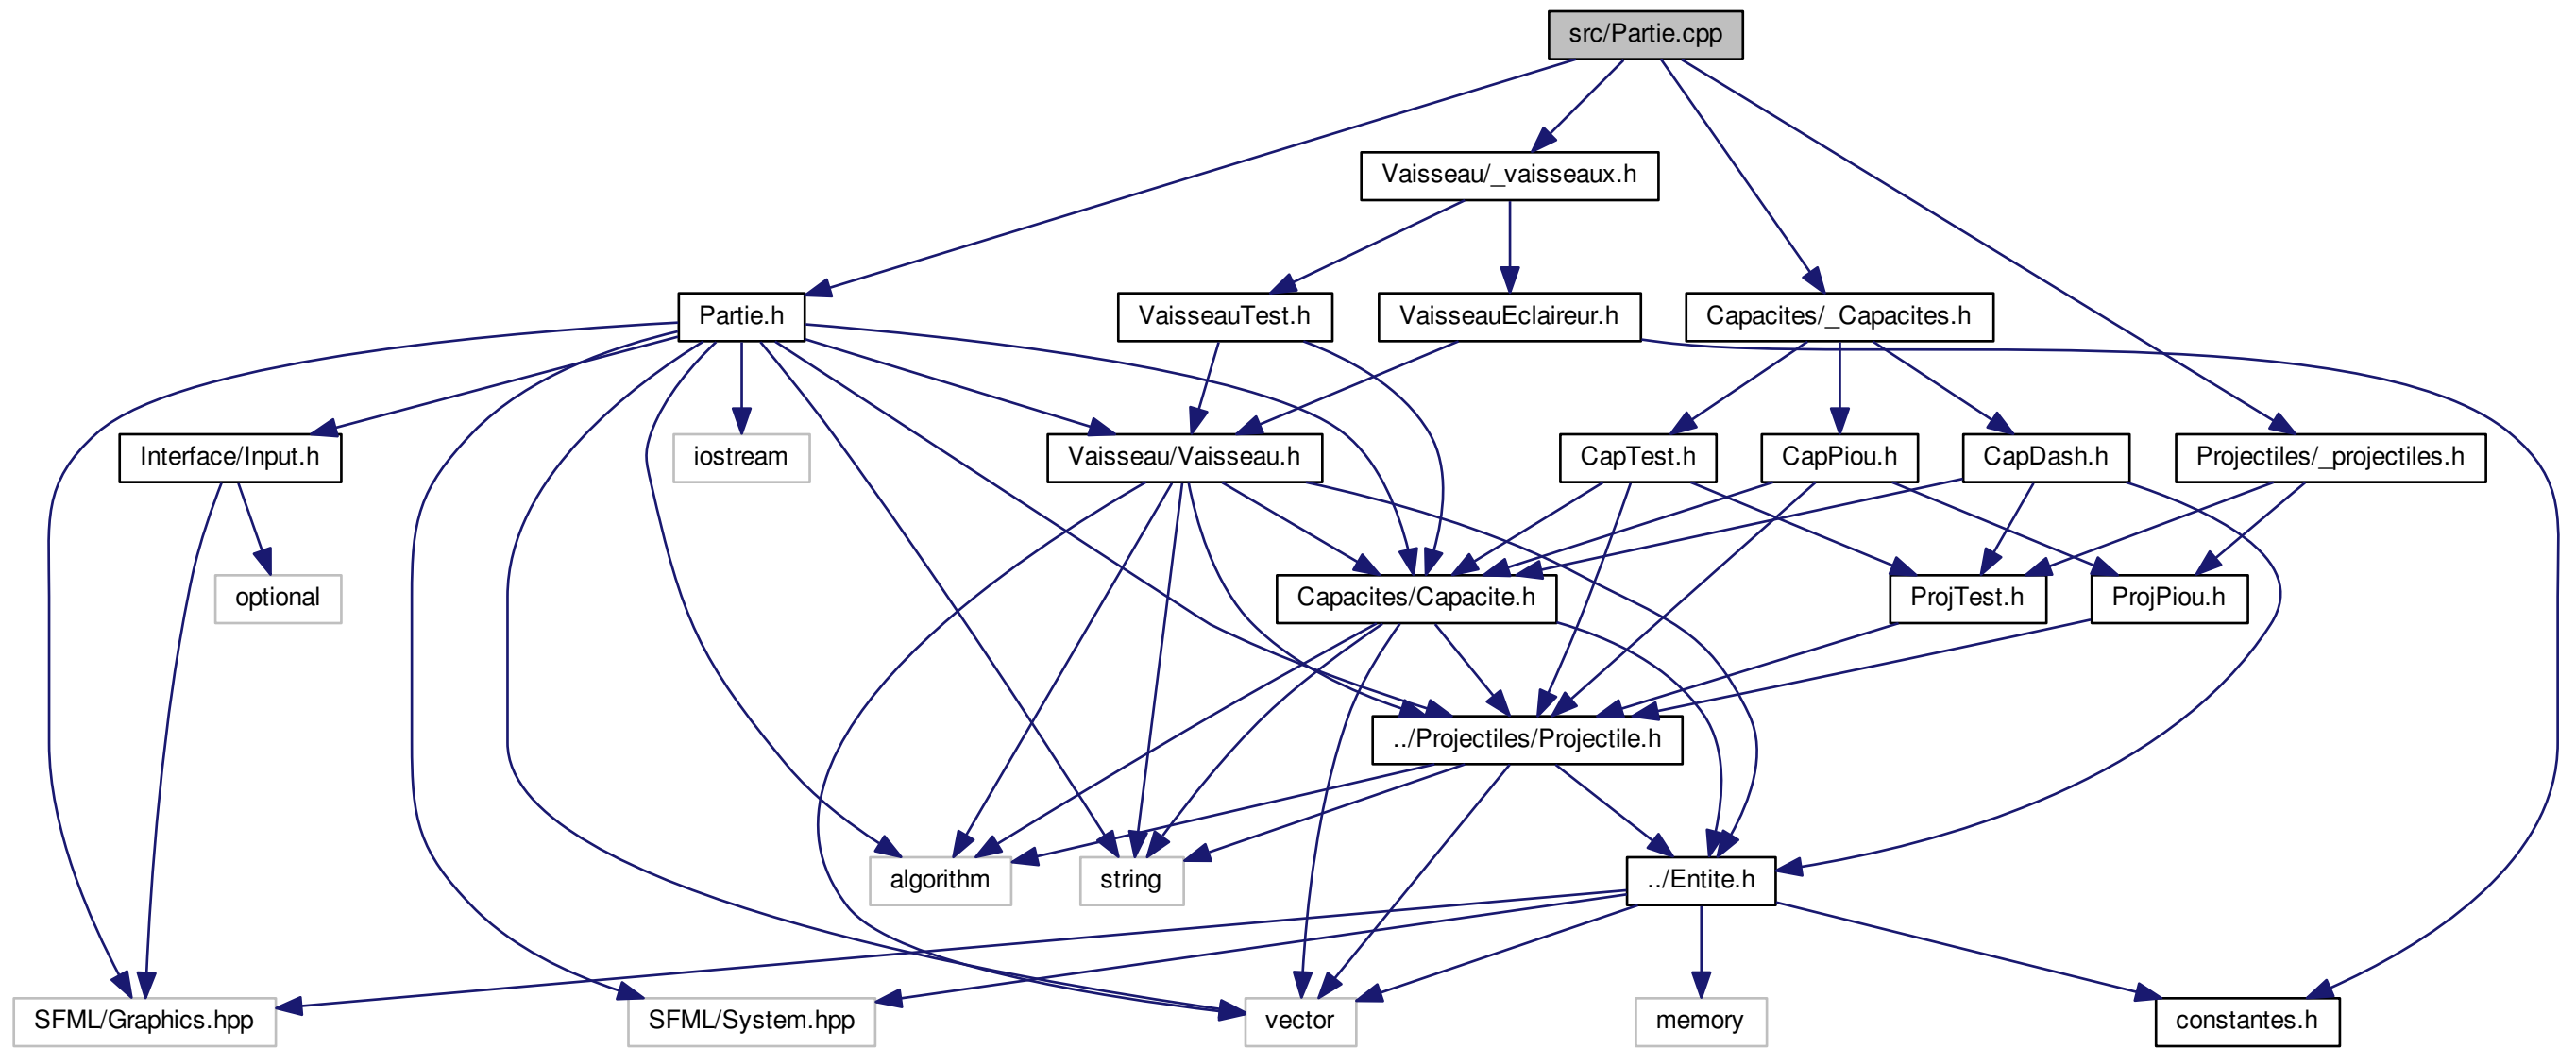 src/Partie.cpp
Vaisseau/_vaisseaux.h
Partie.h
VaisseauTest.h
VaisseauEclaireur.h
Capacites/_Capacites.h
Interface/Input.h
iostream
Vaisseau/Vaisseau.h
CapTest.h
CapPiou.h
CapDash.h
Projectiles/_projectiles.h
optional
Capacites/Capacite.h
ProjTest.h
ProjPiou.h
../Projectiles/Projectile.h
algorithm
string
../Entite.h
SFML/Graphics.hpp
SFML/System.hpp
vector
memory
constantes.h